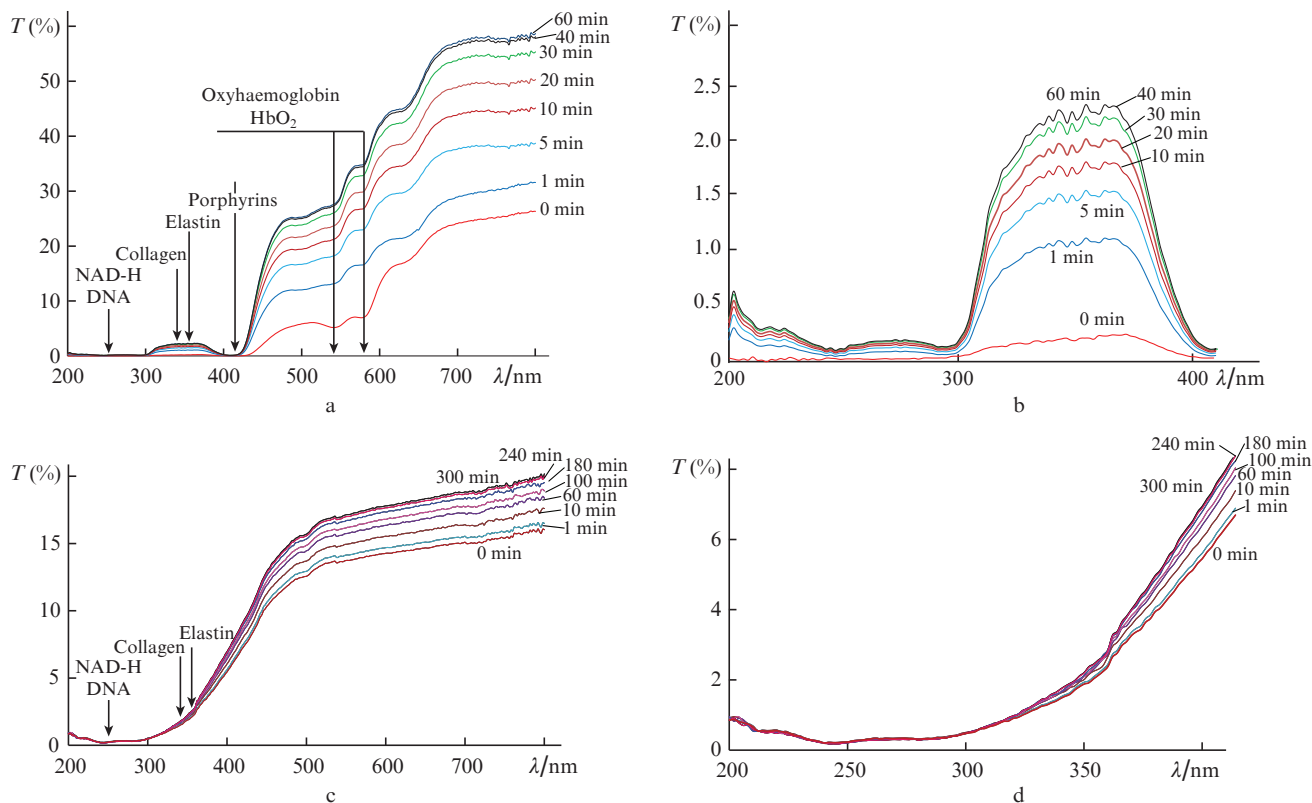 T (%)
60 min
40 min
30 min
20 min
10 min
5 min
1 min
0 min
50
40
30
20
10
0
Oxyhaemoglobin
HbO₂
Porphyrins
Elastin
Collagen
NAD-H
DNA
200 300 400 500 600 700 λ/nm
a
T (%)
2.5
2.0
1.5
1.0
0.5
0
60 min
40 min
30 min
20 min
10 min
5 min
1 min
0 min
200 300 400 λ/nm
b
T (%)
15
10
5
0
240 min
300 min
180 min
100 min
60 min
10 min
1 min
0 min
Elastin
Collagen
NAD-H
DNA
200 300 400 500 600 700 λ/nm
c
T (%)
8
6
4
2
0
240 min
180 min
100 min
300 min
60 min
10 min
1 min
0 min
200 250 300 350 λ/nm
d